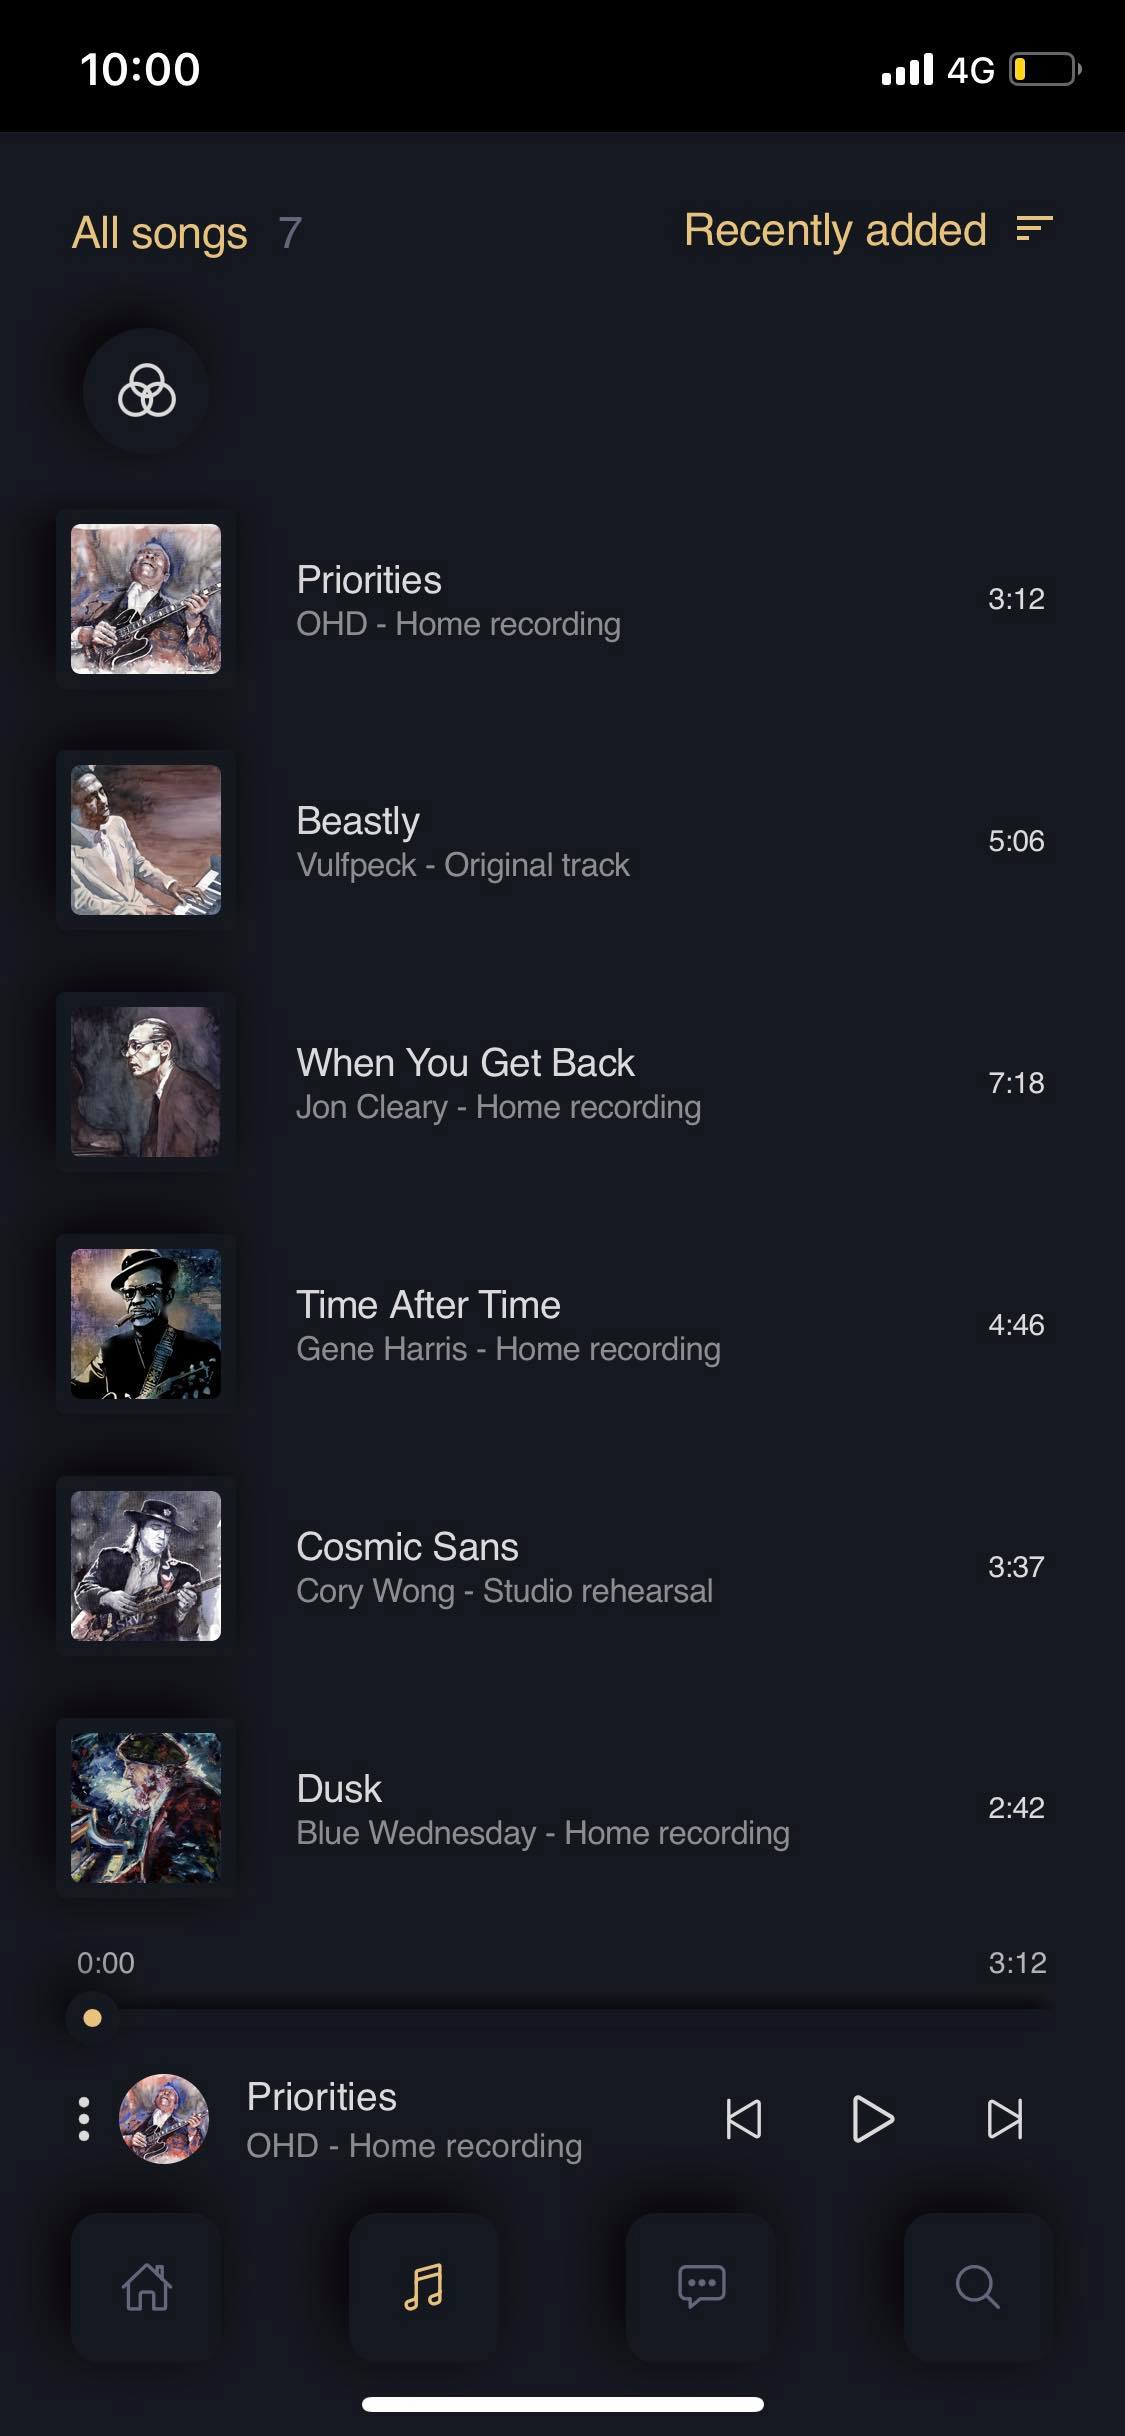 10:00
4G
All songs 7
Recently added
Priorities
OHD - Home recording
3:12
Beastly
Vulfpeck - Original track
5:06
When You Get Back
Jon Cleary - Home recording
7:18
Time After Time
Gene Harris - Home recording
4:46
Cosmic Sans
Cory Wong - Studio rehearsal
3:37
Dusk
Blue Wednesday - Home recording
2:42
0:00
3:12
Priorities
OHD - Home recording